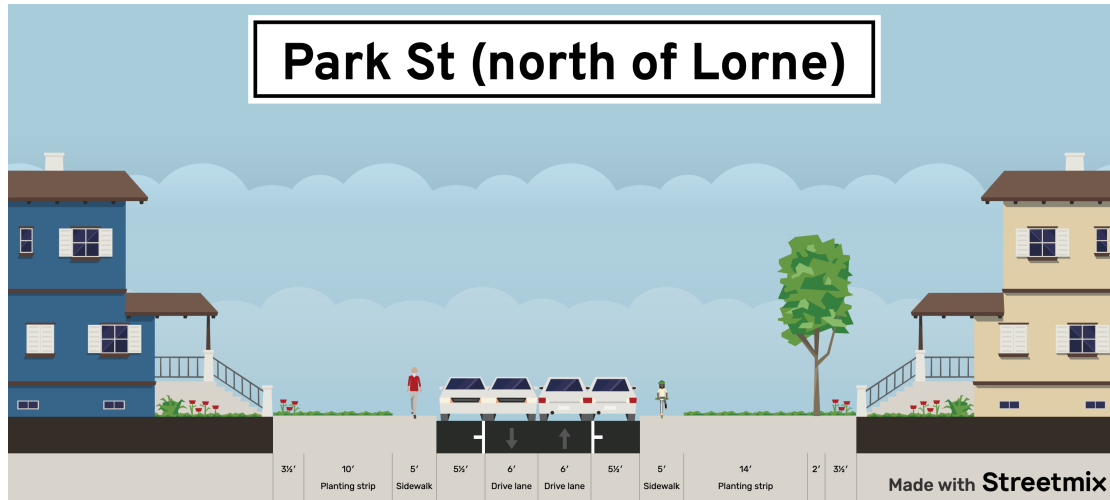 Park St (north of Lorne)
3½′ 10′ 5′ 5½′ 6′ 6′ 5½′ 5′ 14′ 2′ 3½′
Planting strip Sidewalk Drive lane Drive lane Sidewalk Planting strip
Made with Streetmix